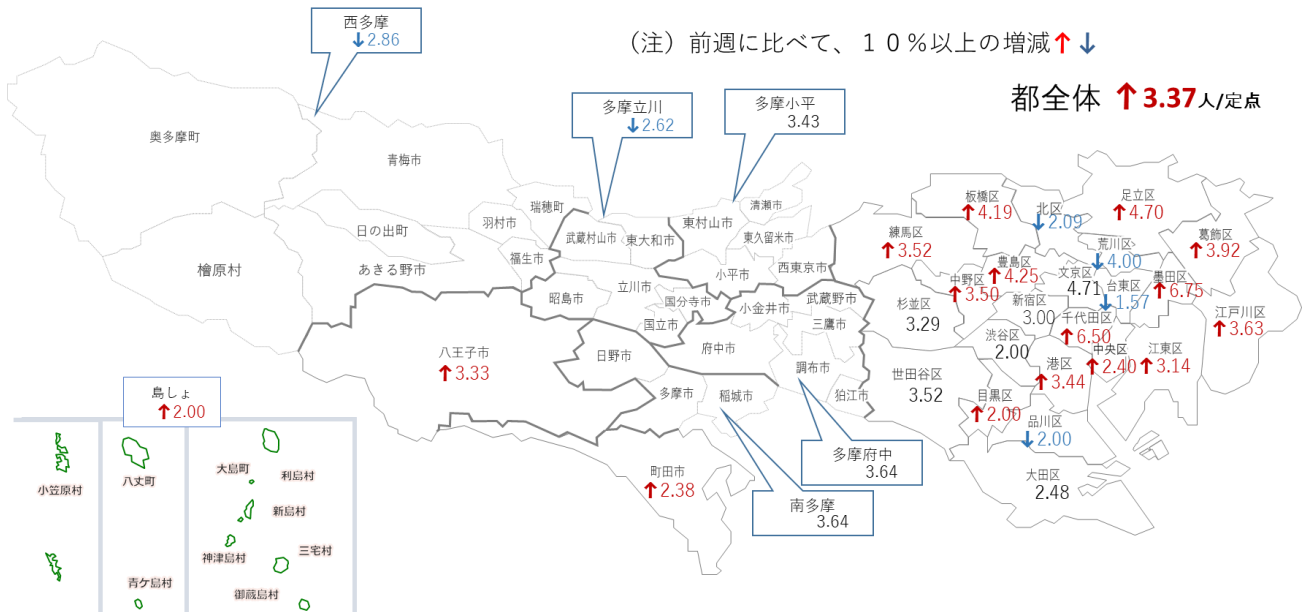 (注)前週に比べて、10%以上の増減↑↓
都全体 ↑3.37人/定点
西多摩
↓2.86
多摩立川
↓2.62
多摩小平
3.43
奥多摩町
青梅市
瑞穂町
羽村市
日の出町
檜原村
あきる野市
福生市
武蔵村山市
東大和市
東村山市
清瀬市
東久留米市
小平市
西東京市
昭島市
立川市
国分寺市
国立市
小金井市
武蔵野市
三鷹市
八王子市
↑3.33
日野市
府中市
調布市
狛江市
多摩市
稲城市
町田市
↑2.38
多摩府中
3.64
南多摩
3.64
板橋区
↑4.19
北区
↓2.09
足立区
↑4.70
練馬区
↑3.52
荒川区
↓4.00
葛飾区
↑3.92
豊島区
↑4.25
中野区
↑3.50
文京区
4.71
台東区
↓1.57
墨田区
↑6.75
杉並区
3.29
新宿区
3.00
千代田区
↑6.50
江戸川区
↑3.63
渋谷区
2.00
中央区
↑2.40
江東区
↑3.14
港区
↑3.44
世田谷区
3.52
目黒区
↑2.00
品川区
↓2.00
大田区
2.48
島しょ
↑2.00
小笠原村
八丈町
青ケ島村
大島町
利島村
新島村
神津島村
三宅村
御蔵島村